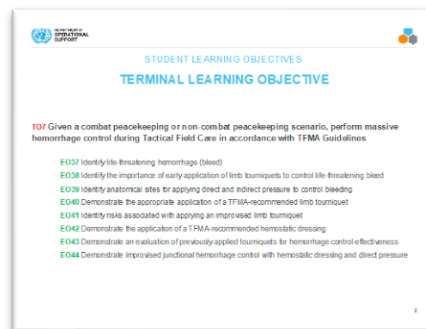 DEPARTMENT OF
OPERATIONAL
SUPPORT
STUDENT LEARNING OBJECTIVES
TERMINAL LEARNING OBJECTIVE
TO7 Given a combat peacekeeping or non-combat peacekeeping scenario, perform massive
hemorrhage control during Tactical Field Care in accordance with TFMA Guidelines
EO37 Identify life-threatening hemorrhage (bleed)
EO38 Identify the importance of early application of limb tourniquets to control life-threatening bleed
EO39 Identify anatomical sites for applying direct and indirect pressure to control bleeding
EO40 Demonstrate the appropriate application of a TFMA-recommended limb tourniquet
EO41 Identify risks associated with applying an improvised limb tourniquet
EO42 Demonstrate the application of a TFMA-recommended hemostatic dressing
EO43 Demonstrate an evaluation of previously applied tourniquets for hemorrhage control effectiveness
EO44 Demonstrate improvised junctional hemorrhage control with hemostatic dressing and direct pressure